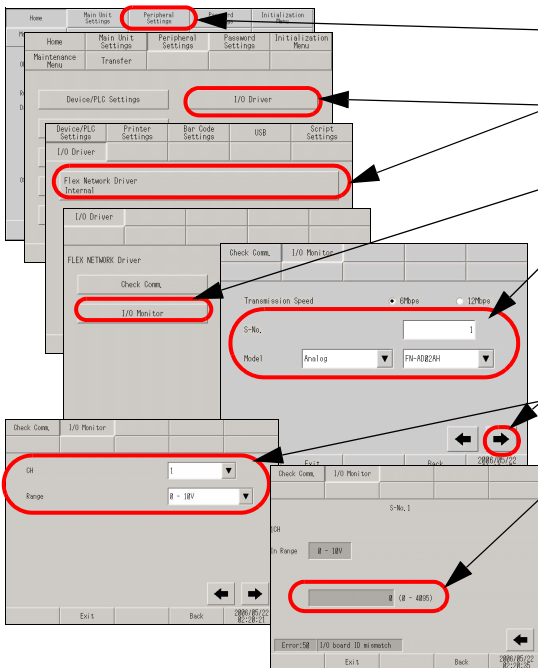 Home
Main Unit Settings
Peripheral Settings
Initialization
Home
Main Unit Settings
Peripheral Settings
Password Settings
Initialization Menu
Maintenance Menu
Transfer
Device/PLC Settings
I/O Driver
Device/PLC Settings
Printer Settings
Bar Code Settings
USB
Script Settings
I/O Driver
Flex Network Driver
Internal
I/O Driver
FLEX NETWORK Driver
Check Comm.
I/O Monitor
Check Comm.
I/O Monitor
Transmission Speed
6Mbps
12Mbps
S-No.
1
Model
Analog
FN-AD02AH
Exit
Back
2006/05/22
Check Comm.
I/O Monitor
CH
1
Range
0 - 10V
Exit
Back
2006/05/22
02:20:21
Check Comm.
I/O Monitor
S-No.1
1CH
In Range
0 - 10V
0
(0 - 4095)
Error:50
I/O board ID mismatch
Exit
Back
2006/05/22
02:20:35